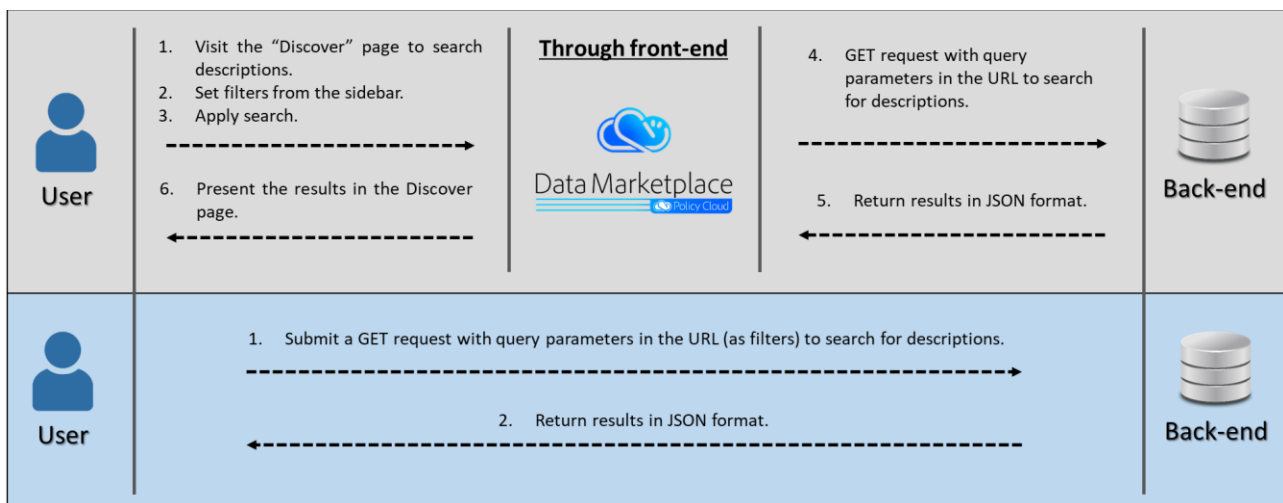 1. Visit the “Discover” page to search
descriptions.
2. Set filters from the sidebar.
3. Apply search.
Through front-end
4. GET request with query
parameters in the URL to search
for descriptions.
User
6. Present the results in the Discover
page.
Data Marketplace
Policy Cloud
5. Return results in JSON format.
Back-end
1. Submit a GET request with query parameters in the URL (as filters) to search for descriptions.
2. Return results in JSON format.
User
Back-end